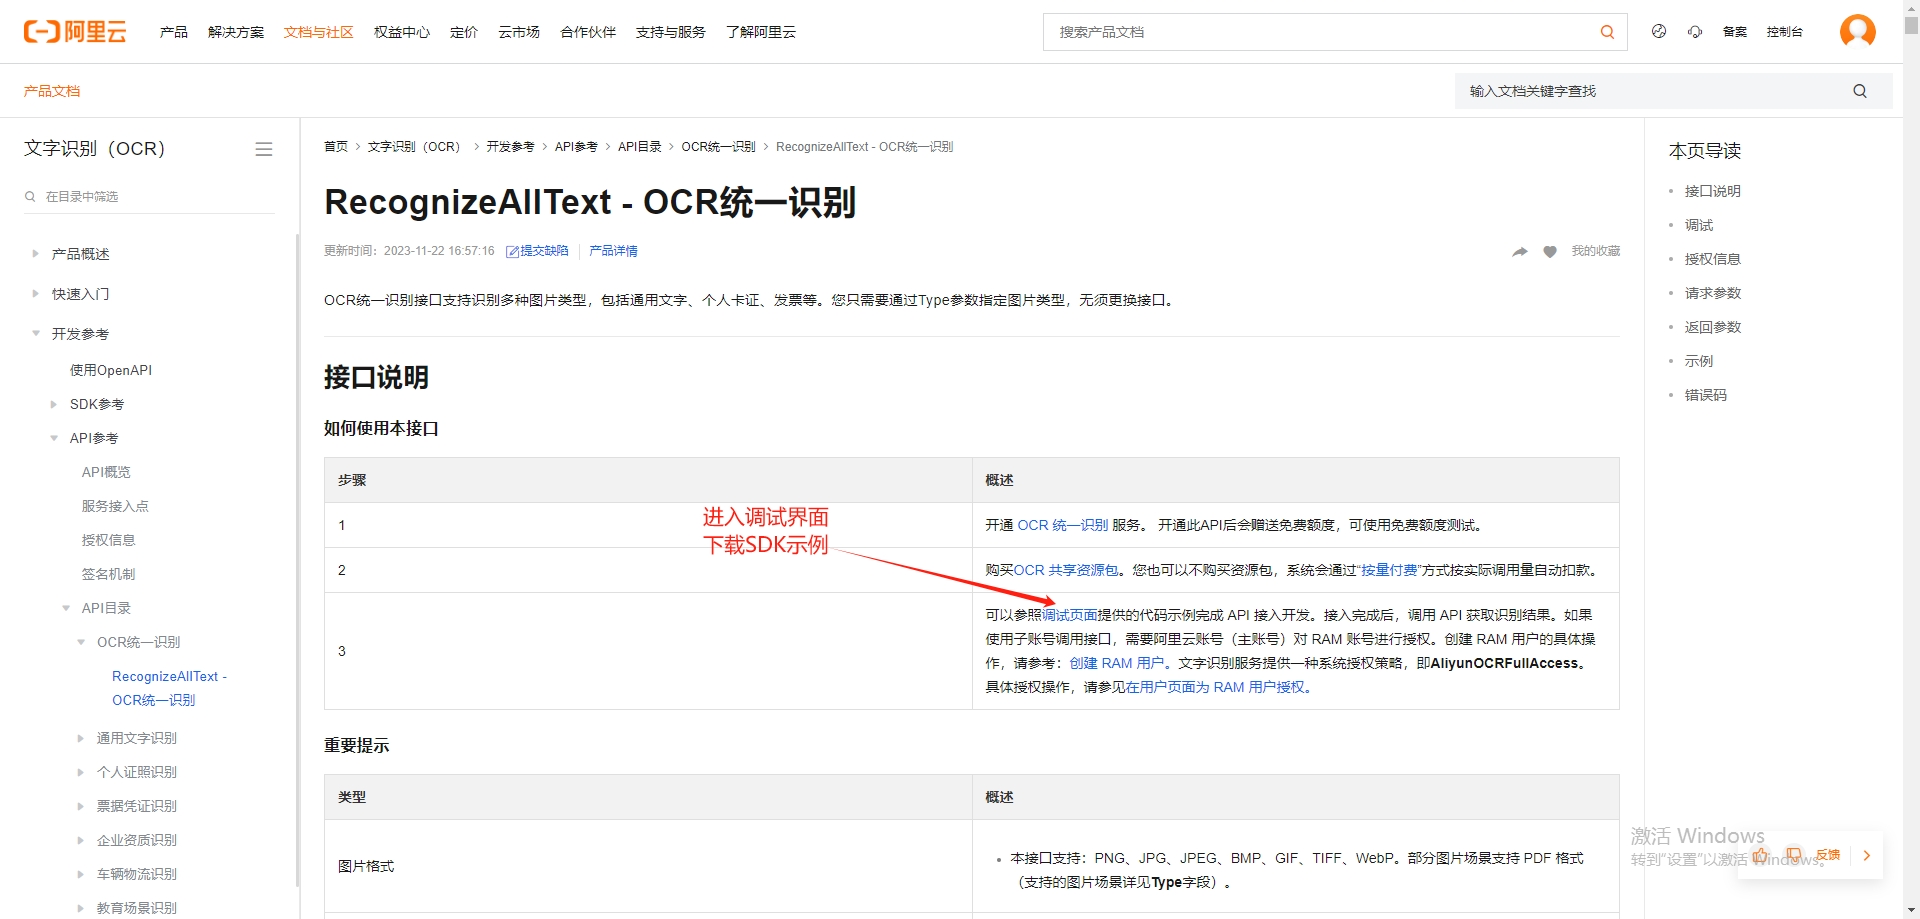 阿里云
产品 解决方案 文档与社区 权益中心 定价 云市场 合作伙伴 支持与服务 了解阿里云
搜索产品文档
备案 控制台
产品文档
输入文档关键字查找
文字识别（OCR）
在目录中筛选
产品概述
快速入门
开发参考
使用OpenAPI
SDK参考
API参考
API概览
服务接入点
授权信息
签名机制
API目录
OCR统一识别
RecognizeAllText -
OCR统一识别
通用文字识别
个人证照识别
票据凭证识别
企业资质识别
车辆物流识别
教育场景识别
首页 > 文字识别（OCR） > 开发参考 > API参考 > API目录 > OCR统一识别 > RecognizeAllText - OCR统一识别
RecognizeAllText - OCR统一识别
更新时间：2023-11-22 16:57:16 提交缺陷 产品详情
我的收藏
OCR统一识别接口支持识别多种图片类型，包括通用文字、个人卡证、发票等。您只需要通过Type参数指定图片类型，无须更换接口。
接口说明
如何使用本接口
步骤 概述
1 开通 OCR 统一识别 服务。 开通此API后会赠送免费额度，可使用免费额度测试。
进入调试界面
下载SDK示例
2 购买OCR 共享资源包。您也可以不购买资源包，系统会通过“按量付费”方式按实际调用量自动扣款。
3
可以参照调试页面提供的代码示例完成 API 接入开发。接入完成后，调用 API 获取识别结果。如果
使用子账号调用接口，需要阿里云账号（主账号）对 RAM 账号进行授权。创建 RAM 用户的具体操
作，请参考：创建 RAM 用户。文字识别服务提供一种系统授权策略，即AliyunOCRFullAccess。
具体授权操作，请参见在用户页面为 RAM 用户授权。
重要提示
类型 概述
图片格式
本接口支持：PNG、JPG、JPEG、BMP、GIF、TIFF、WebP。部分图片场景支持 PDF 格式
（支持的图片场景详见Type字段）。
本页导读
接口说明
调试
授权信息
请求参数
返回参数
示例
错误码
激活 Windows
转到“设置”以激活 Windows。
反馈